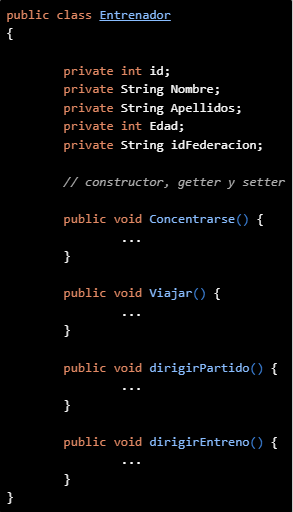 public class Entrenador
{
private int id;
private String Nombre;
private String Apellidos;
private int Edad;
private String idFederacion;
// constructor, getter y setter
public void Concentrarse() {
...
}
public void Viajar() {
...
}
public void dirigirPartido() {
...
}
public void dirigirEntreno() {
...
}
}